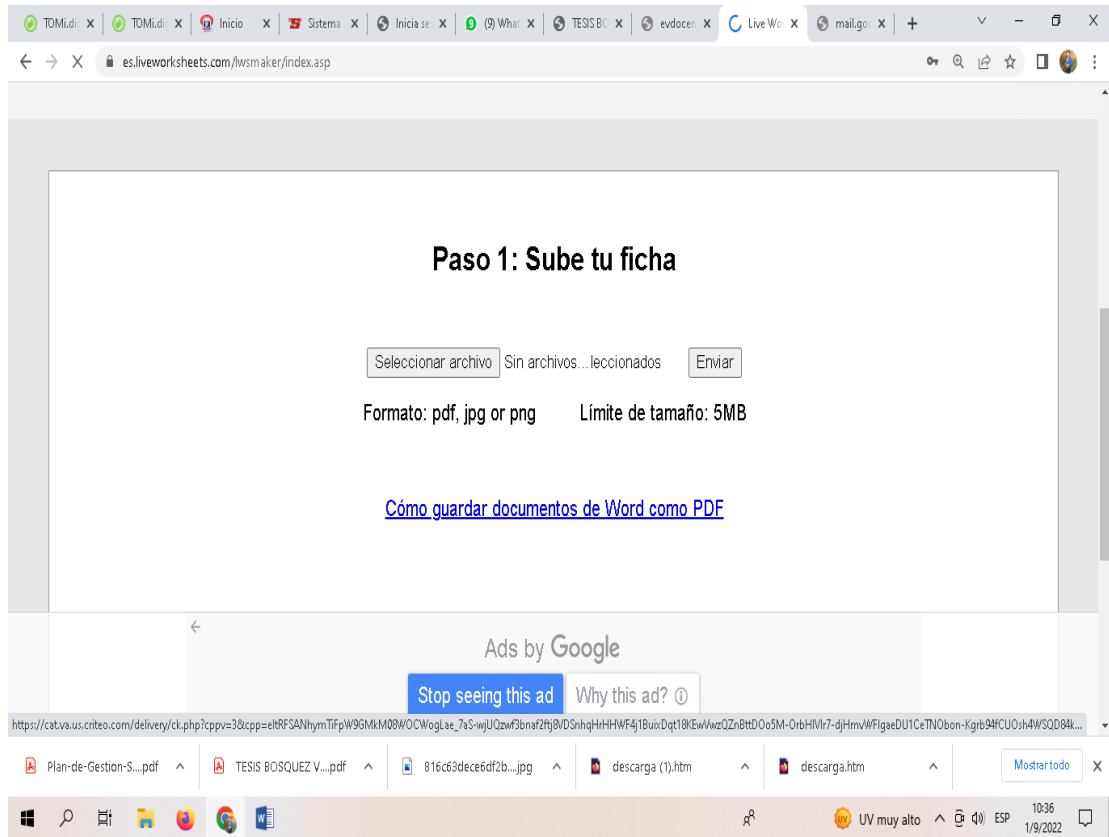 TOMi.di
TOMi.di
Inicio
Sistema
Inicia se
(9) What
TESIS BO
evdocen
Live Wo
mail.goo
es.liveworksheets.com/lwsmaker/index.asp
Paso 1: Sube tu ficha
Seleccionar archivo Sin archivos...leccionados Enviar
Formato: pdf, jpg or png Límite de tamaño: 5MB
Cómo guardar documentos de Word como PDF
Ads by Google
Stop seeing this ad Why this ad?
Plan-de-Gestion-S....pdf
TESIS BOSQUEZ V....pdf
816c63dece6df2b....jpg
descarga (1).htm
descarga.htm
Mostrar todo
UV muy alto ESP 10:36
1/9/2022